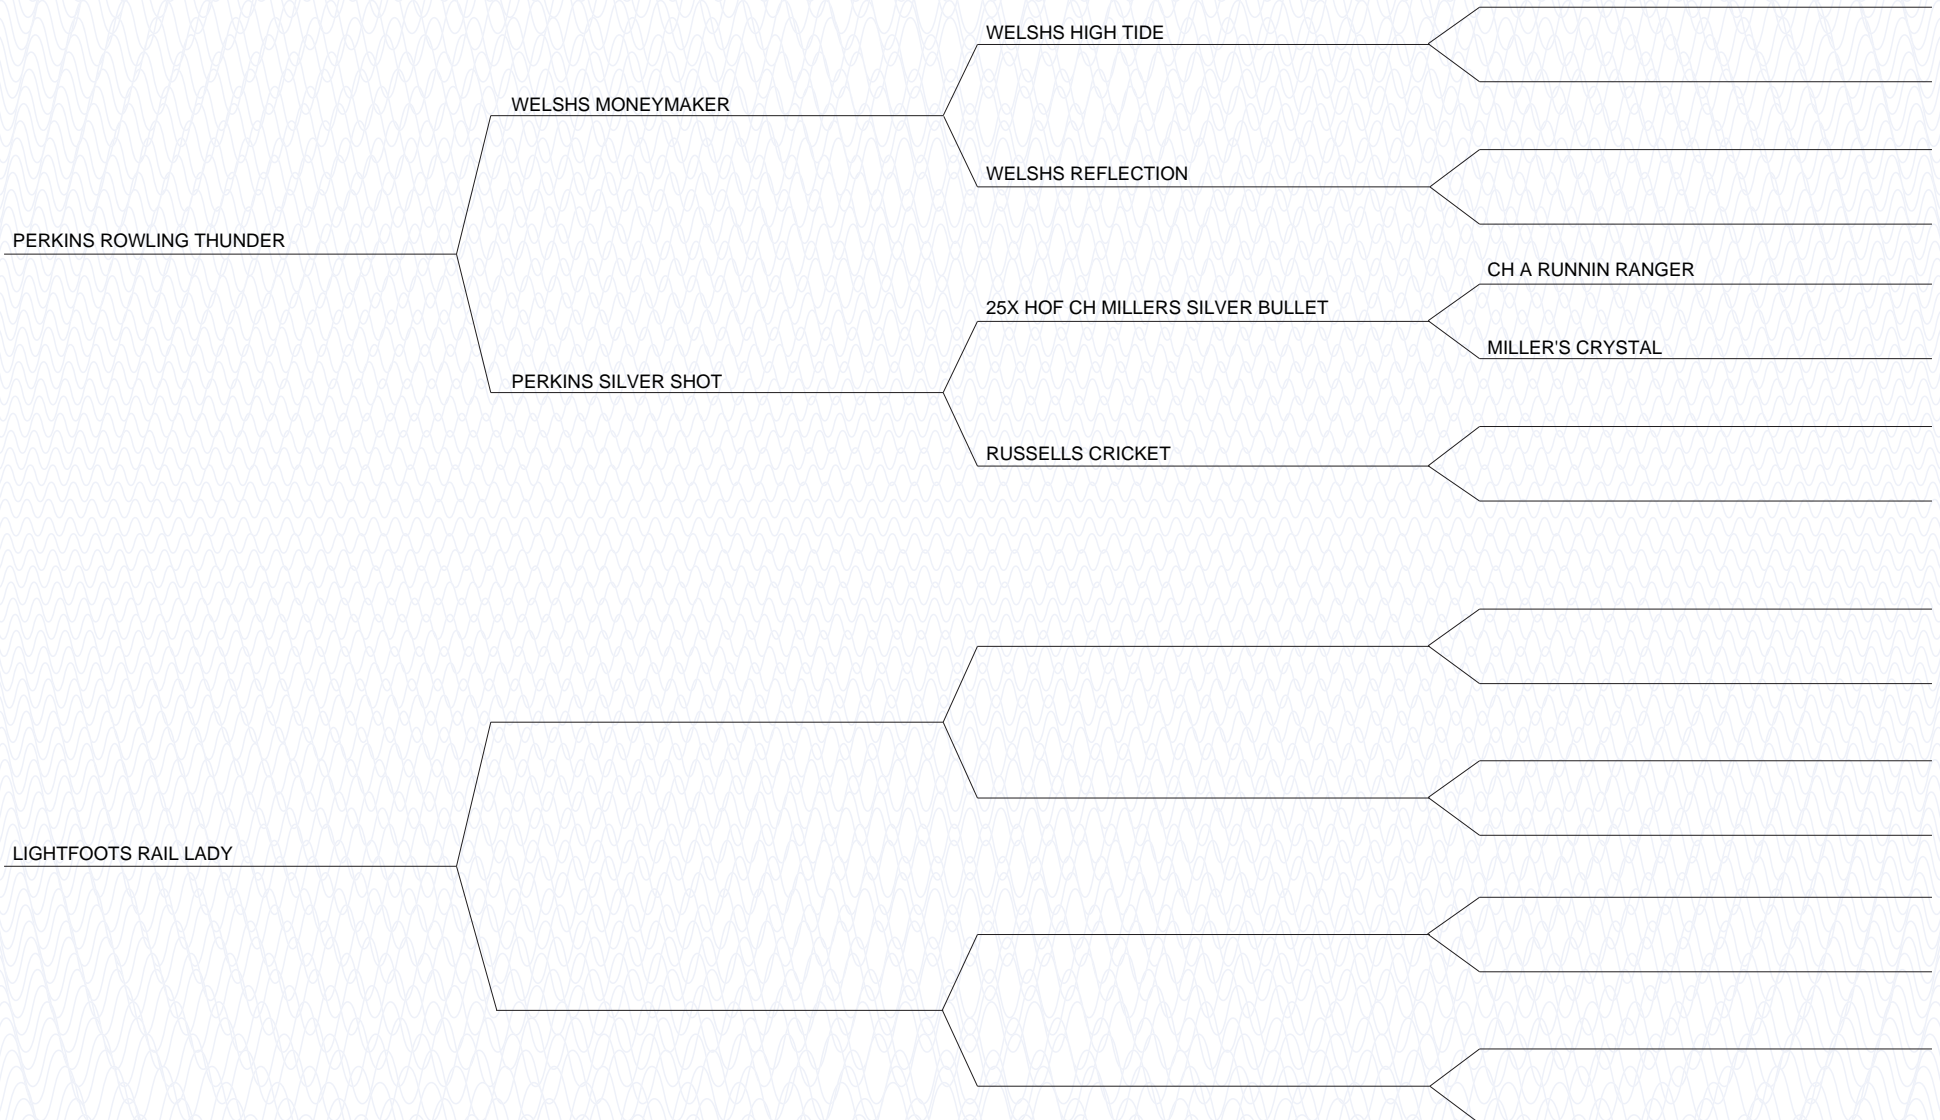 WELSHS HIGH TIDE
WELSHS MONEYMAKER
WELSHS REFLECTION
PERKINS ROWLING THUNDER
CH A RUNNIN RANGER
25X HOF CH MILLERS SILVER BULLET
MILLER'S CRYSTAL
PERKINS SILVER SHOT
RUSSELLS CRICKET
LIGHTFOOTS RAIL LADY